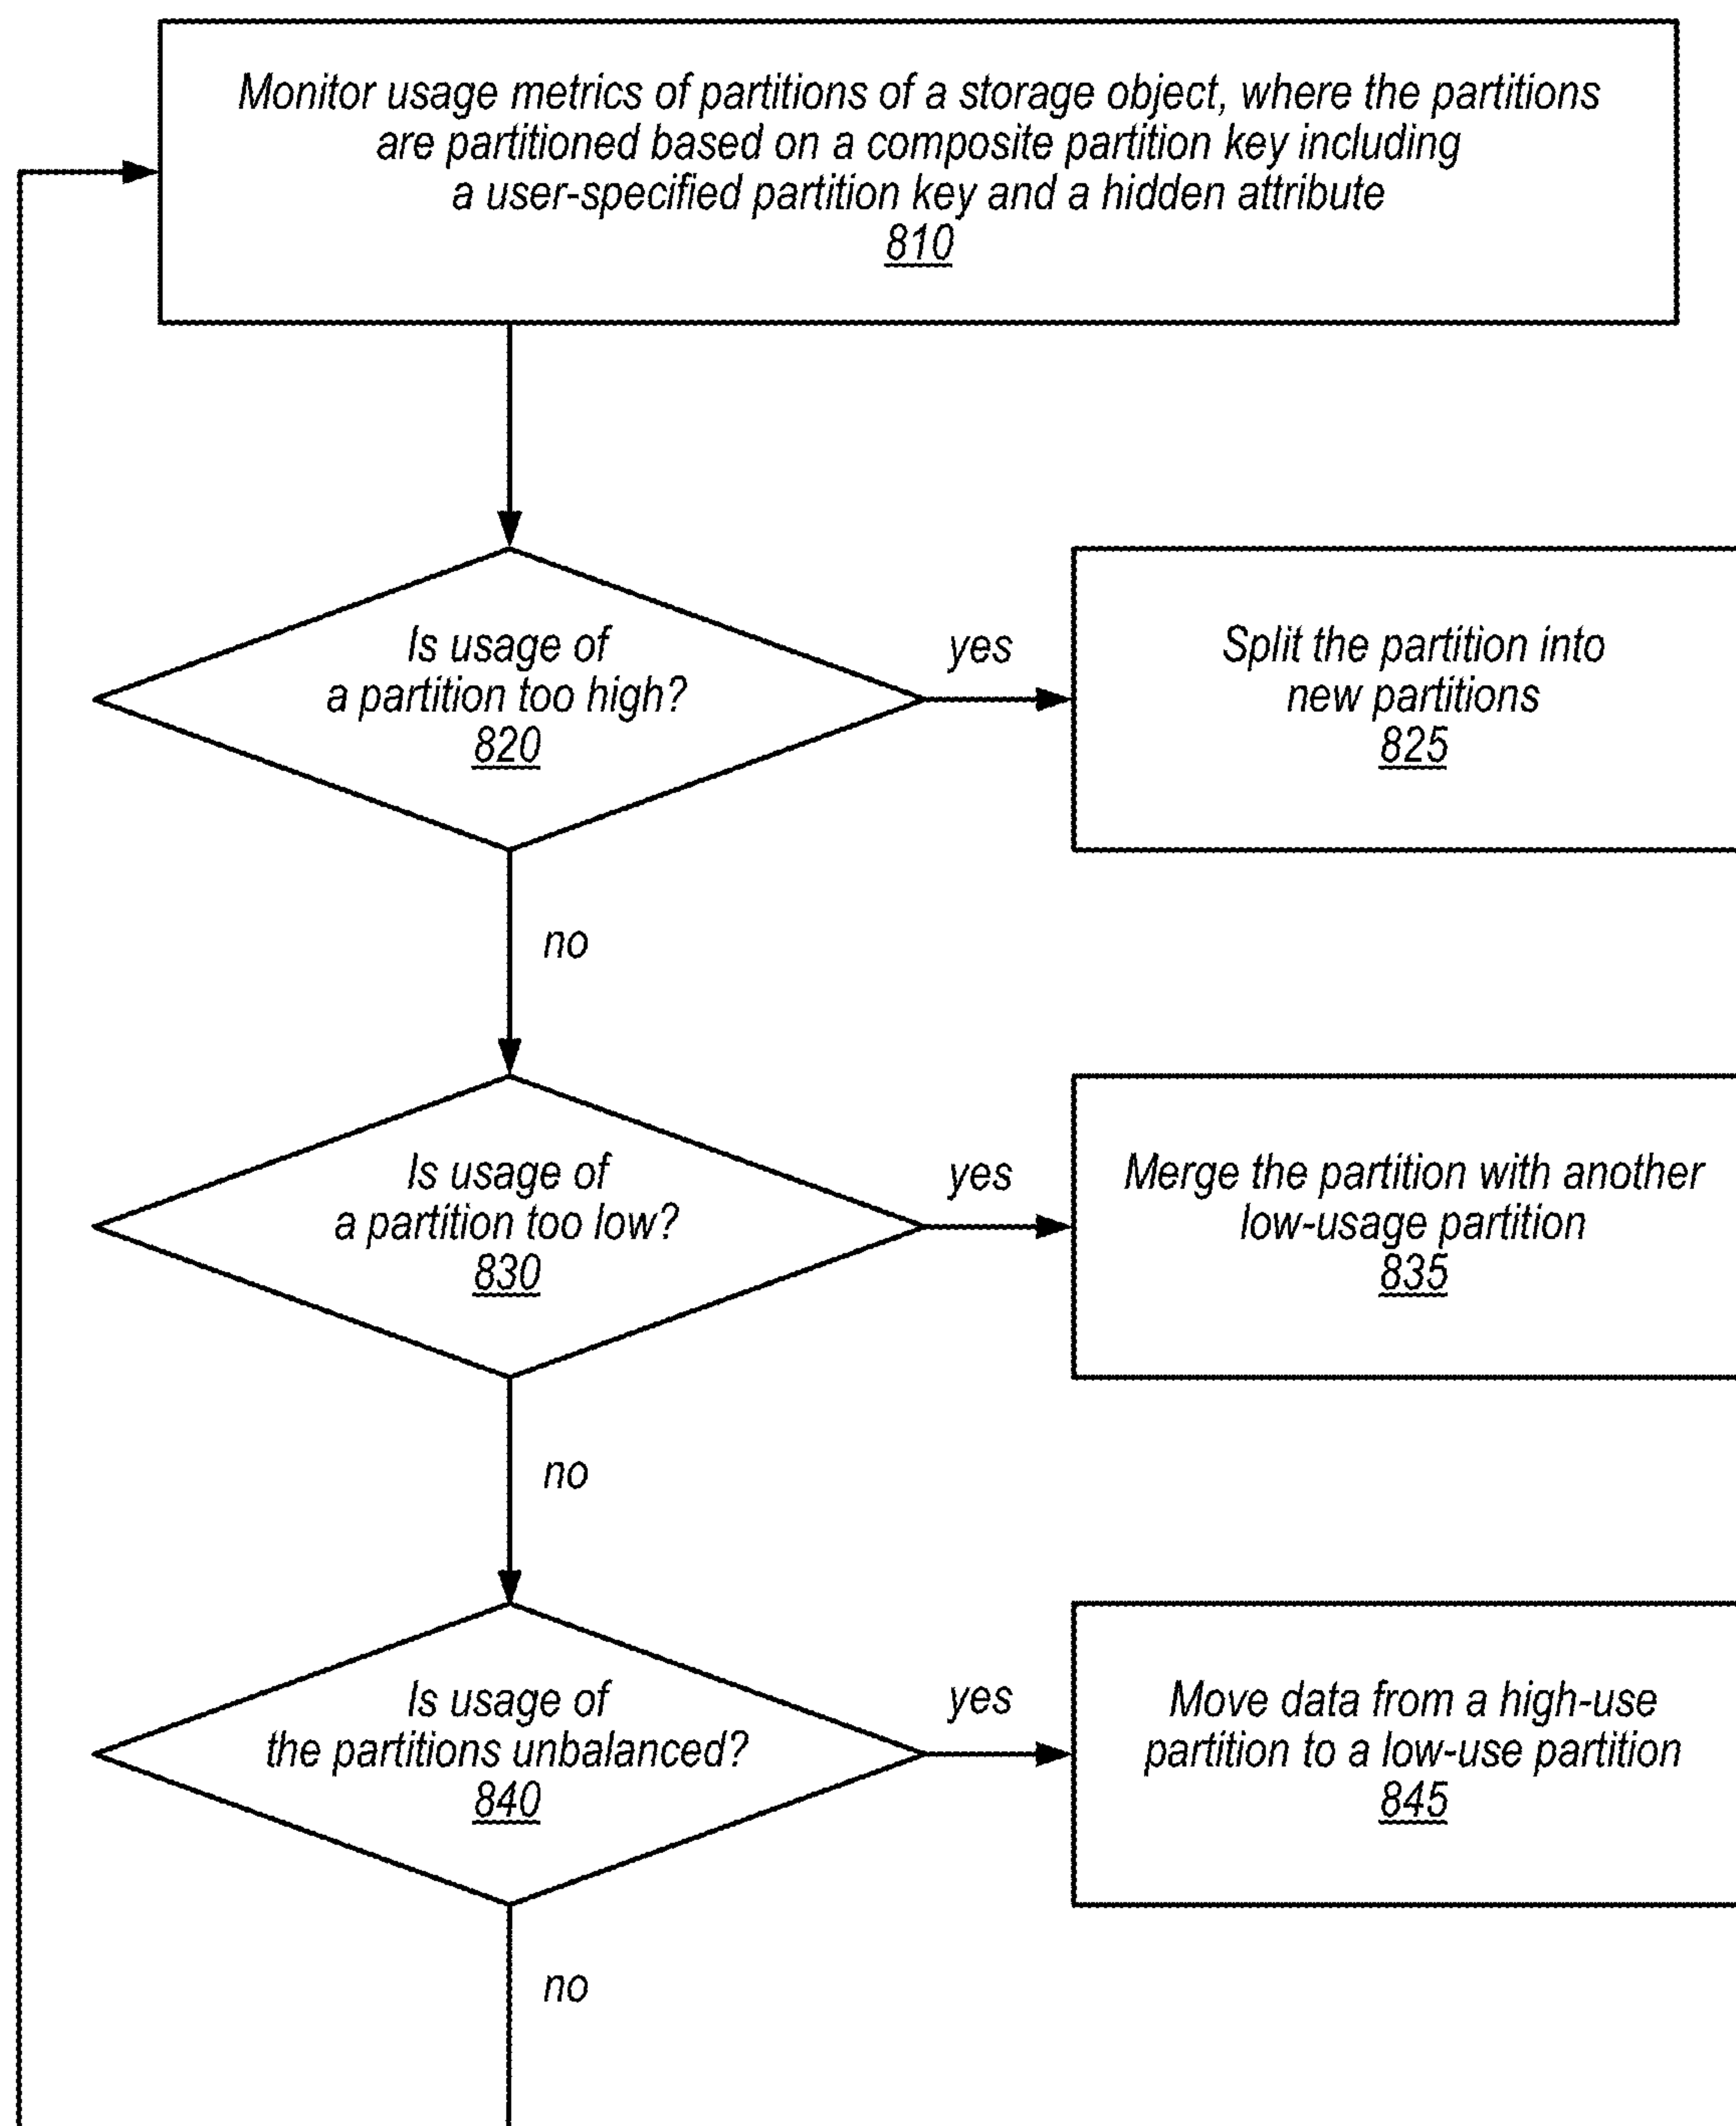 Monitor usage metrics of partitions of a storage object, where the partitions
are partitioned based on a composite partition key including
a user-specified partition key and a hidden attribute
810
Is usage of
a partition too high?
820
yes
Split the partition into
new partitions
825
no
Is usage of
a partition too low?
830
yes
Merge the partition with another
low-usage partition
835
no
Is usage of
the partitions unbalanced?
840
yes
Move data from a high-use
partition to a low-use partition
845
no